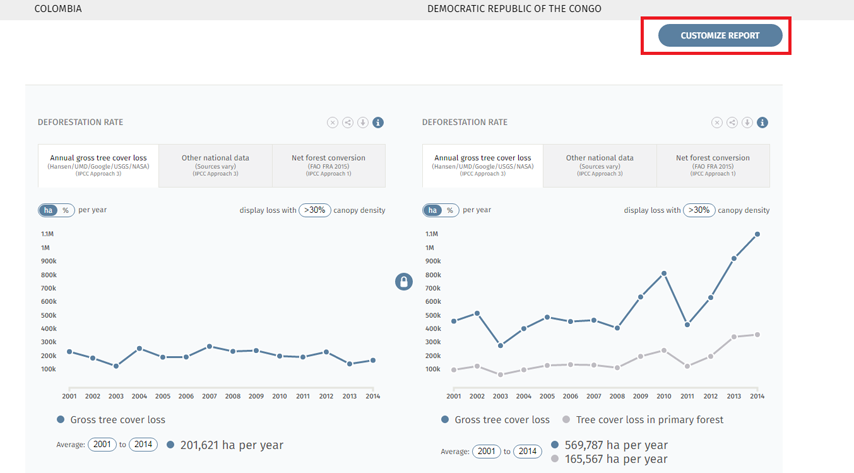 COLOMBIA
DEMOCRATIC REPUBLIC OF THE CONGO
CUSTOMIZE REPORT
DEFORESTATION RATE
Annual gross tree cover loss
(Hansen/UMD/Google/USGS/NASA)
(IPCC Approach 3)
Other national data
(Sources vary)
(IPCC Approach 3)
Net forest conversion
(FAO FRA 2015)
(IPCC Approach 1)
ha % per year
display loss with >30% canopy density
1.1M
1M
900k
800k
700k
600k
500k
400k
300k
200k
100k
2001 2002 2003 2004 2005 2006 2007 2008 2009 2010 2011 2012 2013 2014
Gross tree cover loss
Average: 2001 to 2014 201,621 ha per year
DEFORESTATION RATE
Annual gross tree cover loss
(Hansen/UMD/Google/USGS/NASA)
(IPCC Approach 3)
Other national data
(Sources vary)
(IPCC Approach 3)
Net forest conversion
(FAO FRA 2015)
(IPCC Approach 1)
ha % per year
display loss with >30% canopy density
1.1M
1M
900k
800k
700k
600k
500k
400k
300k
200k
100k
2001 2002 2003 2004 2005 2006 2007 2008 2009 2010 2011 2012 2013 2014
Gross tree cover loss Tree cover loss in primary forest
Average: 2001 to 2014 569,787 ha per year
165,567 ha per year